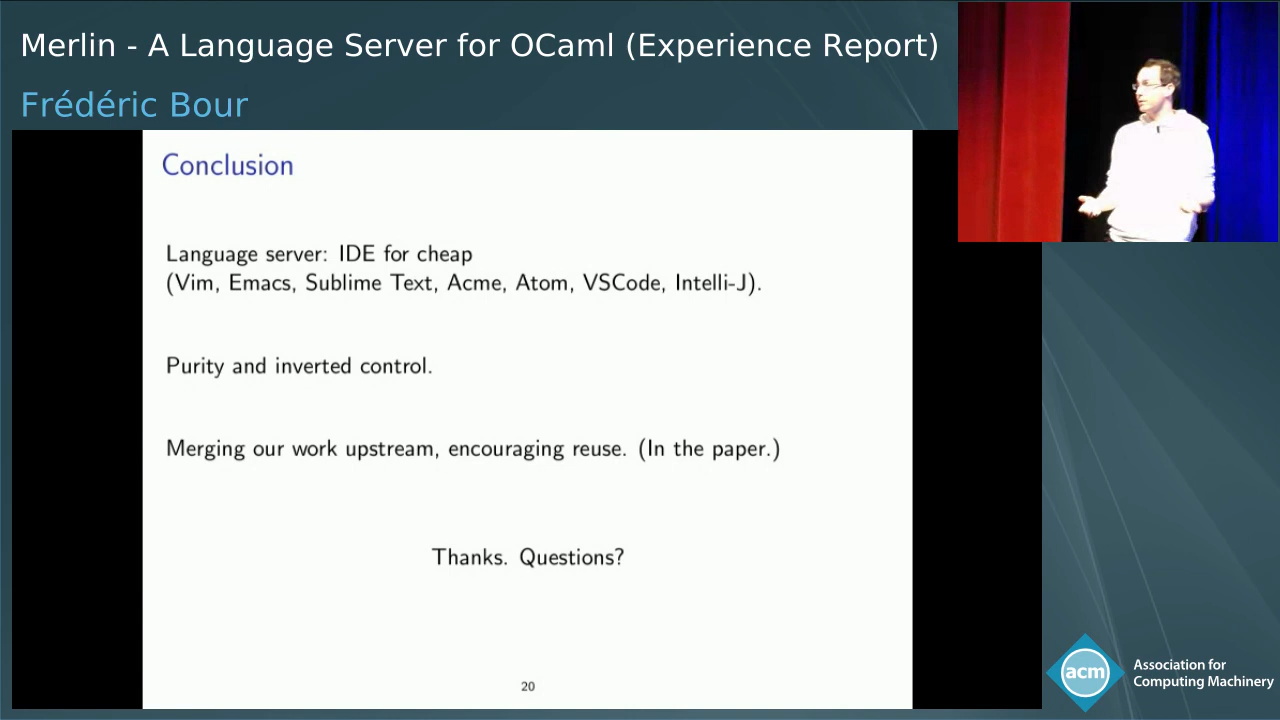 Merlin - A Language Server for OCaml (Experience Report)
Frédéric Bour
Conclusion
Language server: IDE for cheap
(Vim, Emacs, Sublime Text, Acme, Atom, VSCode, Intelli-J).
Purity and inverted control.
Merging our work upstream, encouraging reuse. (In the paper.)
Thanks. Questions?
20
acm
Association for
Computing Machinery